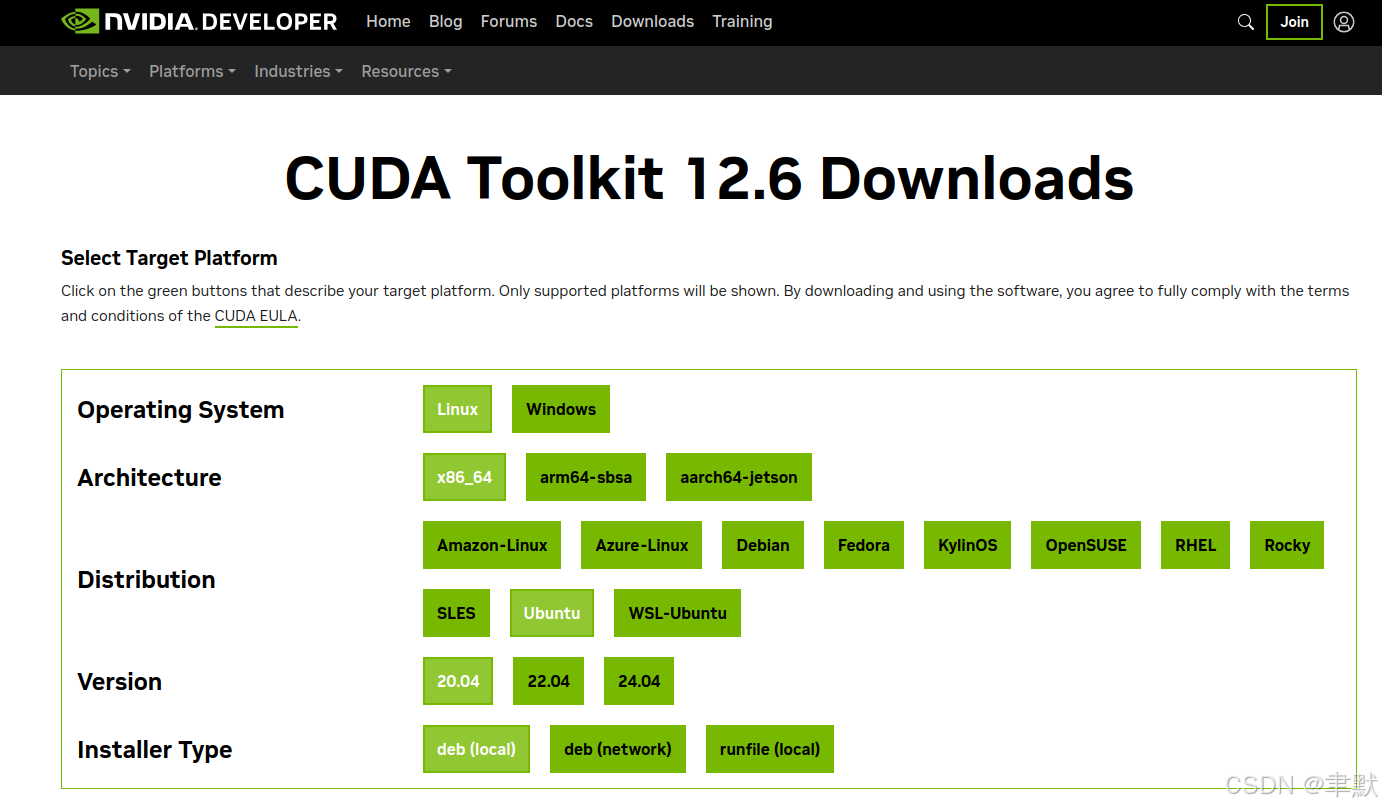 NVIDIA. DEVELOPER Home Blog Forums Docs Downloads Training Join
Topics Platforms Industries Resources
CUDA Toolkit 12.6 Downloads
Select Target Platform
Click on the green buttons that describe your target platform. Only supported platforms will be shown. By downloading and using the software, you agree to fully comply with the terms
and conditions of the CUDA EULA.
Operating System Linux Windows
Architecture x86_64 arm64-sbsa aarch64-jetson
Amazon-Linux Azure-Linux Debian Fedora KylinOS OpenSUSE RHEL Rocky
Distribution
SLES Ubuntu WSL-Ubuntu
Version 20.04 22.04 24.04
Installer Type deb (local) deb (network) runfile (local)
CSDN @聿默